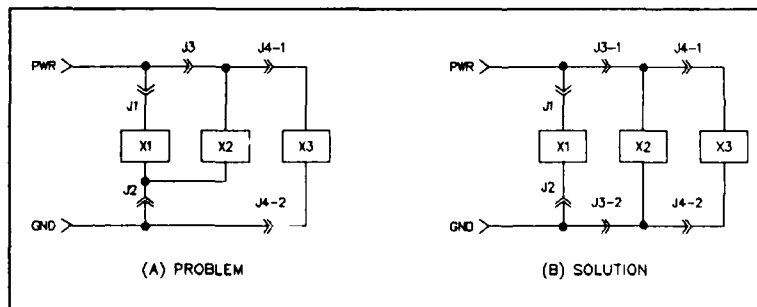 J3 J4-1
PWR
J1
X1 X2 X3
J2
J4-2
GND
(A) PROBLEM
J3-1 J4-1
PWR
J1
X1 X2 X3
J2
J3-2 J4-2
GND
(B) SOLUTION